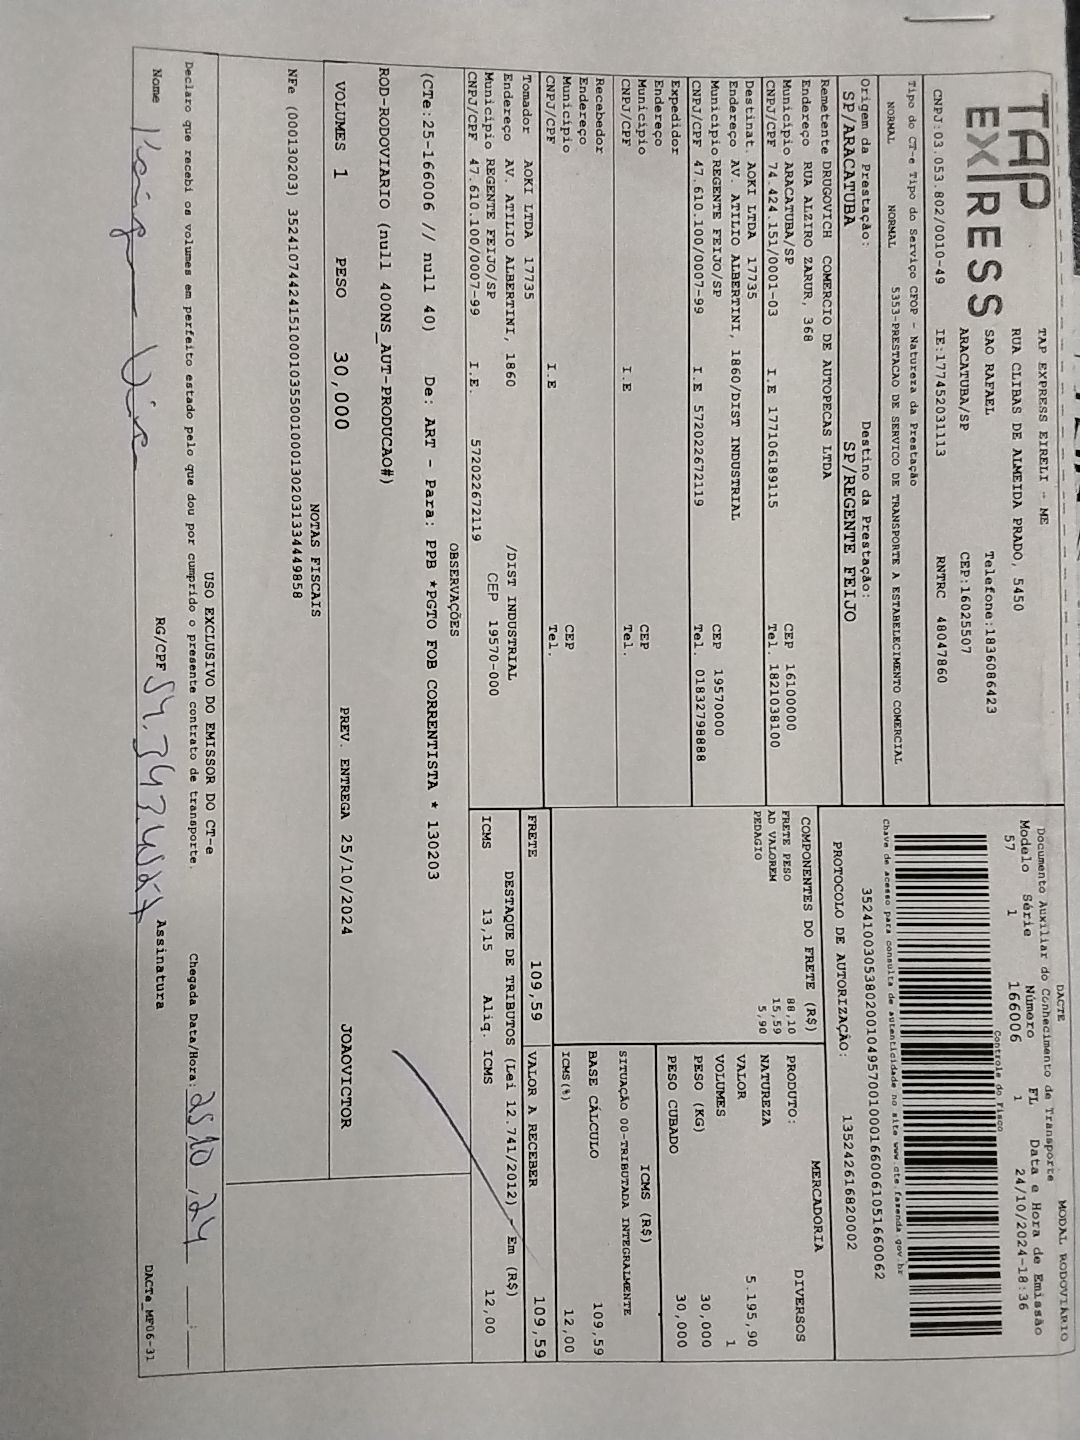 TAP EXPRESS
TAP EXPRESS EIRELI - ME
RUA CLIBAS DE ALMEIDA PRADO, 5450
SAO RAFAEL Telefone:1836086423
ARACATUBA/SP CEP:16025507
CNPJ:03.053.802/0010-49 IE:177452031113 RNTRC 48047860
DACTE MODAL RODOVIÁRIO
Documento Auxiliar do Conhecimento de Transporte
Modelo Série Número FL Data e Hora de Emissão
57 1 166006 1 24/10/2024-18:36
Controle do Fisco
Chave de acesso para consulta de autenticidade no site www.cte.fazenda.gov.br
35241003053802001049570010001660061051660062
PROTOCOLO DE AUTORIZAÇÃO: 135242616820002
Tipo do CT-e Tipo do Serviço CFOP - Natureza da Prestação
NORMAL NORMAL 5353-PRESTACAO DE SERVICO DE TRANSPORTE A ESTABELECIMENTO COMERCIAL
Origem da Prestação: Destino da Prestação:
SP/ARACATUBA SP/REGENTE FEIJO
Remetente DRUGOVICH COMERCIO DE AUTOPECAS LTDA
Endereço RUA ALZIRO ZARUR, 368
Município ARACATUBA/SP CEP 16100000
CNPJ/CPF 74.424.151/0001-03 I.E 177106189115 Tel. 1821038100
Destinat. AOKI LTDA 17735
Endereço AV. ATILIO ALBERTINI, 1860/DIST INDUSTRIAL
Município REGENTE FEIJO/SP CEP 19570000
CNPJ/CPF 47.610.100/0007-99 I.E 572022672119 Tel. 01832798888
Expedidor
Endereço
Município CEP
CNPJ/CPF I.E Tel.
Recebedor
Endereço
Município CEP
CNPJ/CPF I.E Tel.
Tomador AOKI LTDA 17735
Endereço AV. ATILIO ALBERTINI, 1860 /DIST INDUSTRIAL
Município REGENTE FEIJO/SP CEP 19570-000
CNPJ/CPF 47.610.100/0007-99 I.E. 572022672119
COMPONENTES DO FRETE (R$)
FRETE PESO 88,10
AD VALOREM 15,59
PEDAGIO 5,90
MERCADORIA
PRODUTO: DIVERSOS
NATUREZA
VALOR 5.195,90
VOLUMES 1
PESO (KG) 30,000
PESO CUBADO 30,000
ICMS (R$)
SITUAÇÃO 00-TRIBUTADA INTEGRALMENTE
BASE CÁLCULO 109,59
ICMS(%) 12,00
FRETE 109,59 VALOR A RECEBER 109,59
DESTAQUE DE TRIBUTOS (Lei 12.741/2012) - Em (R$)
ICMS 13,15 Aliq. ICMS 12,00
OBSERVAÇÕES
(CTe:25-166006 // null 40) De: ART - Para: PPB *PGTO FOB CORRENTISTA * 130203
ROD-RODOVIARIO (null 400NS_AUT-PRODUCAO#)
VOLUMES 1 PESO 30,000 PREV. ENTREGA 25/10/2024 JOAOVICTOR
NOTAS FISCAIS
NFe (000130203) 35241074424151000103550010001302031334449858
USO EXCLUSIVO DO EMISSOR DO CT-e
Declaro que recebi os volumes em perfeito estado pelo que dou por cumprido o presente contrato de transporte. Chegada Data/Hora: 25 10 24
Nome RG/CPF Assinatura
DACTe_MF06-31